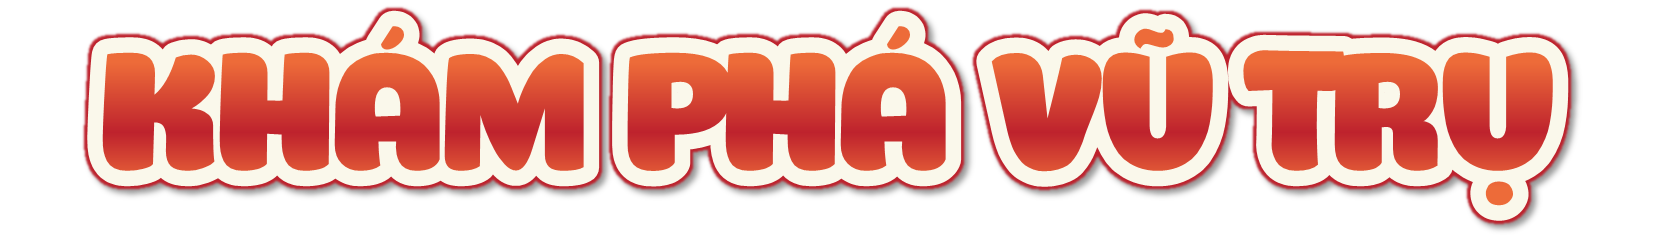 KHÁM PHÁ VŨ TRỤ